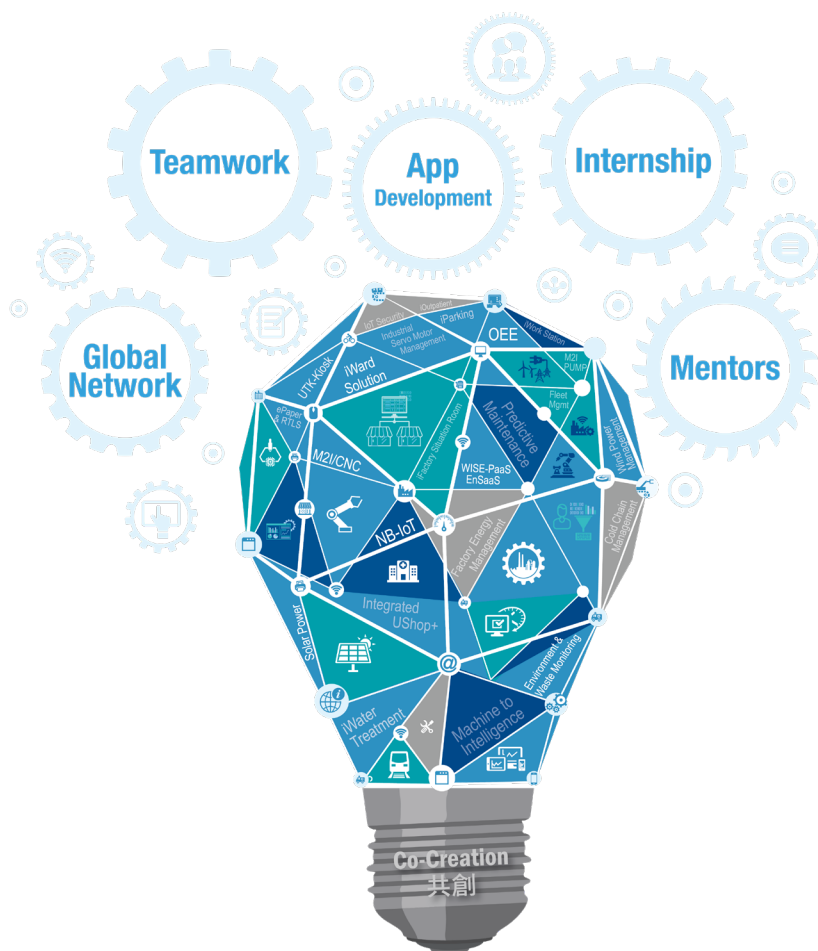 Teamwork
App
Development
Internship
Global
Network
Mentors
IoT Security
iOutpatient
Industrial
Servo Motor
Management
iParking
OEE
iWork Station
UTK-Kiosk
iWard
Solution
M2I
PUMP
ePaper
& RTLS
iFactory Situation Room
Predictive
Maintenance
Fleet
Mgmt
Wind Power
Management
M2I/CNC
WISE-PaaS
EnSaaS
NB-IoT
Factory Energy
Management
Cold Chain
Management
Integrated
UShop+
Solar Power
Environment &
Waste Monitoring
iWater
Treatment
Machine to
Intelligence
Co-Creation
共創